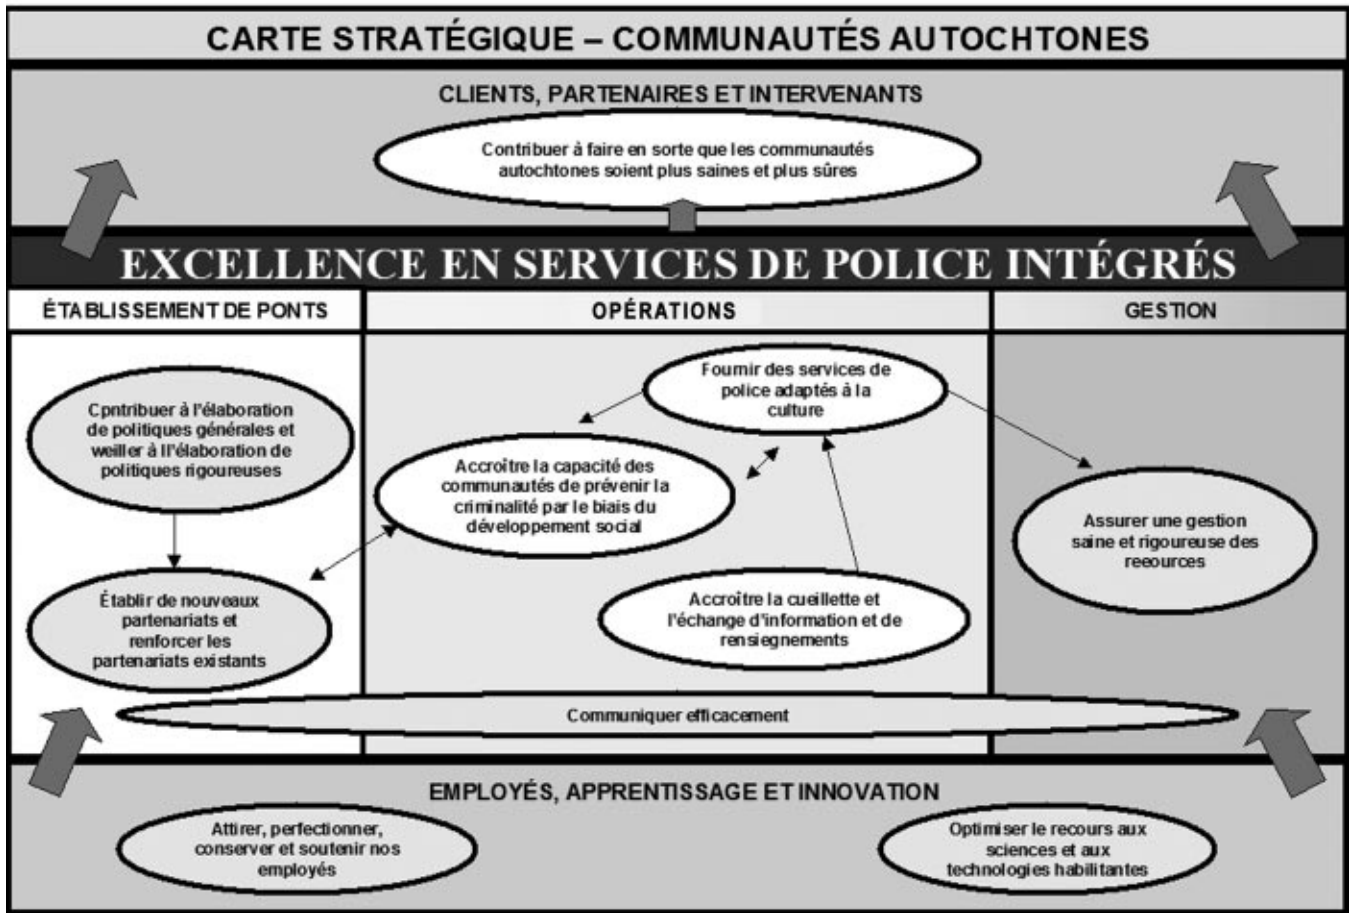 CARTE STRATÉGIQUE – COMMUNAUTÉS AUTOCHTONES
CLIENTS, PARTENAIRES ET INTERVENANTS
Contribuer à faire en sorte que les communautés
autochtones soient plus saines et plus sûres
EXCELLENCE EN SERVICES DE POLICE INTÉGRÉS
ÉTABLISSEMENT DE PONTS
OPÉRATIONS
GESTION
Cpntribuer à l'élaboration
de politiques générales et
weiller à ll'élaboration de
politiques rigoureuses
Établir de nouveaux
partenariats et
renforcer les
partenariats existants
Fournir des services de
police adaptés à la
culture
Accroître la capacité des
communautés de prévenir la
criminalité par le biais du
développement social
Accroître la cueillette et
l'échange d'information et de
rensiegnements
Assurer une gestion
saine et rigoureuse des
reeources
Communiquer efficacement
EMPLOYÉS, APPRENTISSAGE ET INNOVATION
Attirer, perfectionner,
conserver et soutenir nos
employés
Optimiser le recours aux
sciences et aux
technologies habilitantes